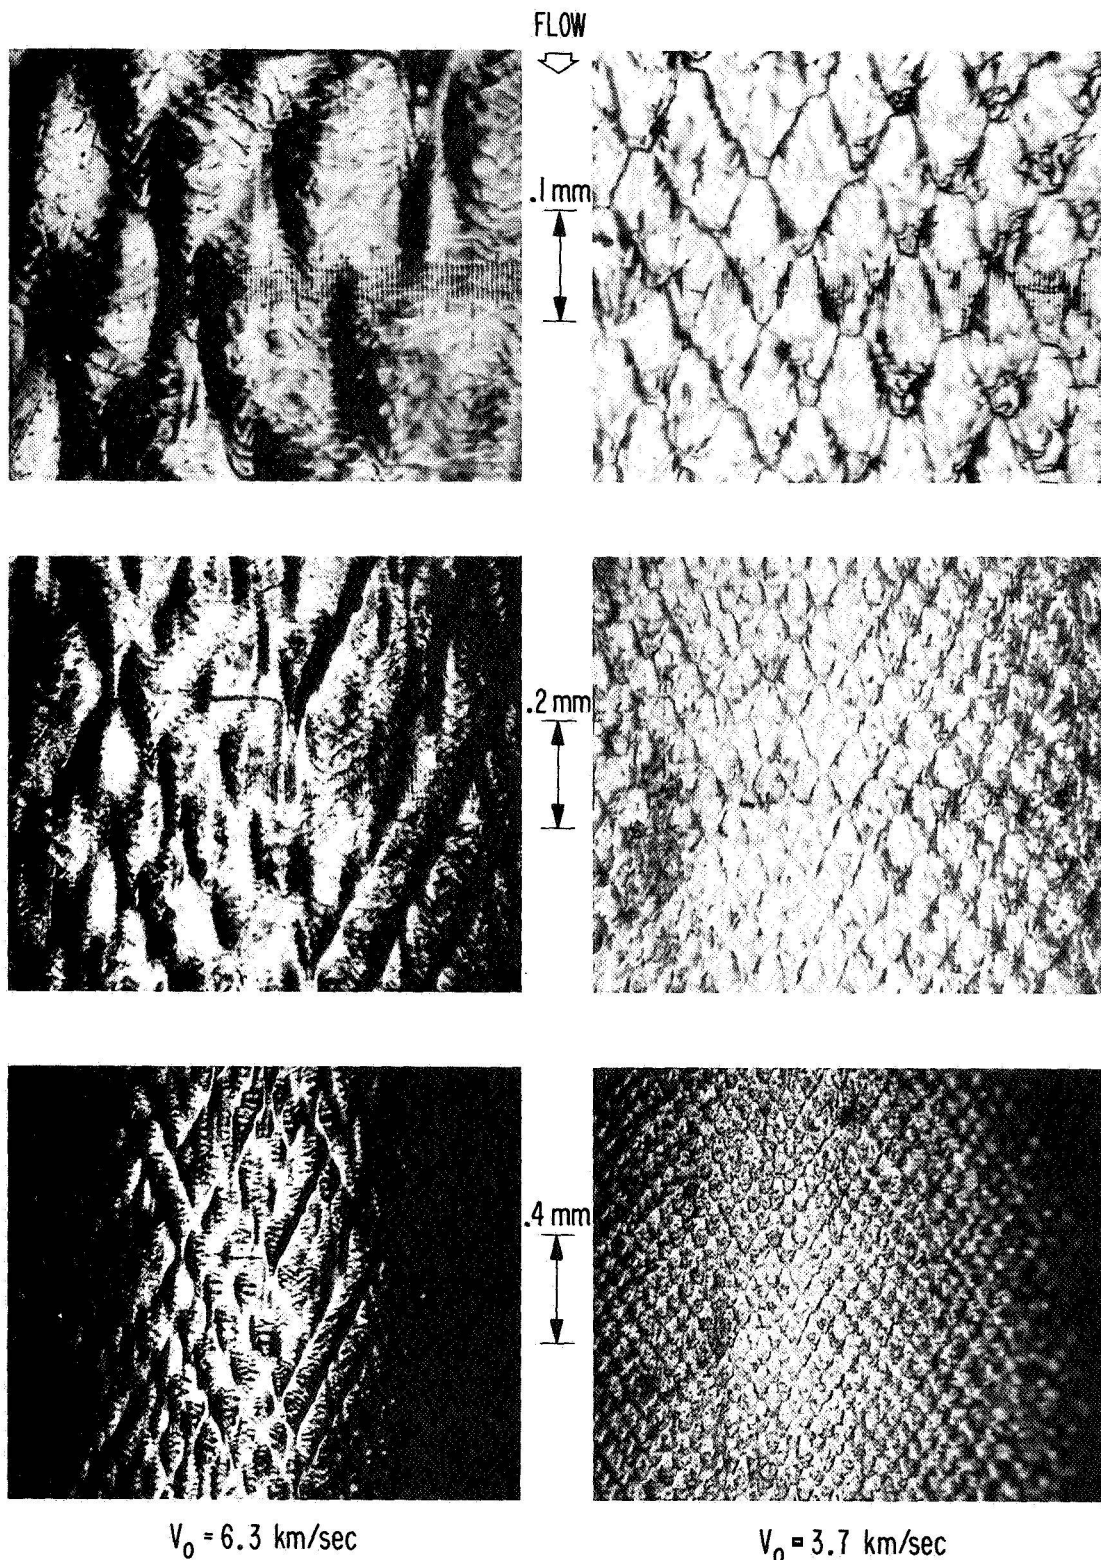 FLOW
.1 mm
.2 mm
.4 mm
V₀ = 6.3 km/sec
V₀ = 3.7 km/sec